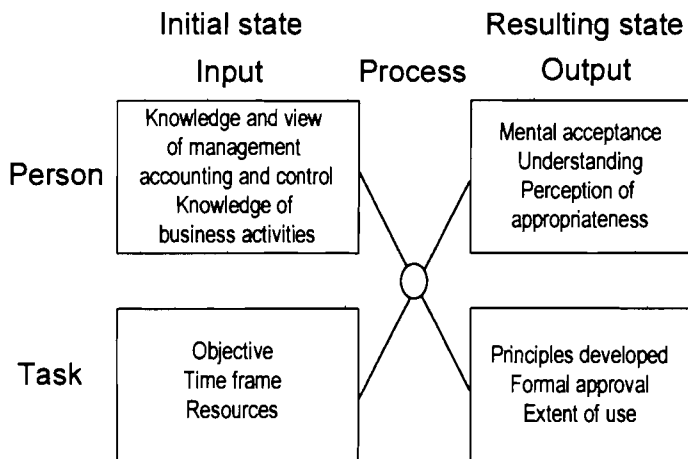 Initial state
Resulting state
Input
Process
Output
Person
Knowledge and view
of management
accounting and control
Knowledge of
business activities
Mental acceptance
Understanding
Perception of
appropriateness
Task
Objective
Time frame
Resources
Principles developed
Formal approval
Extent of use